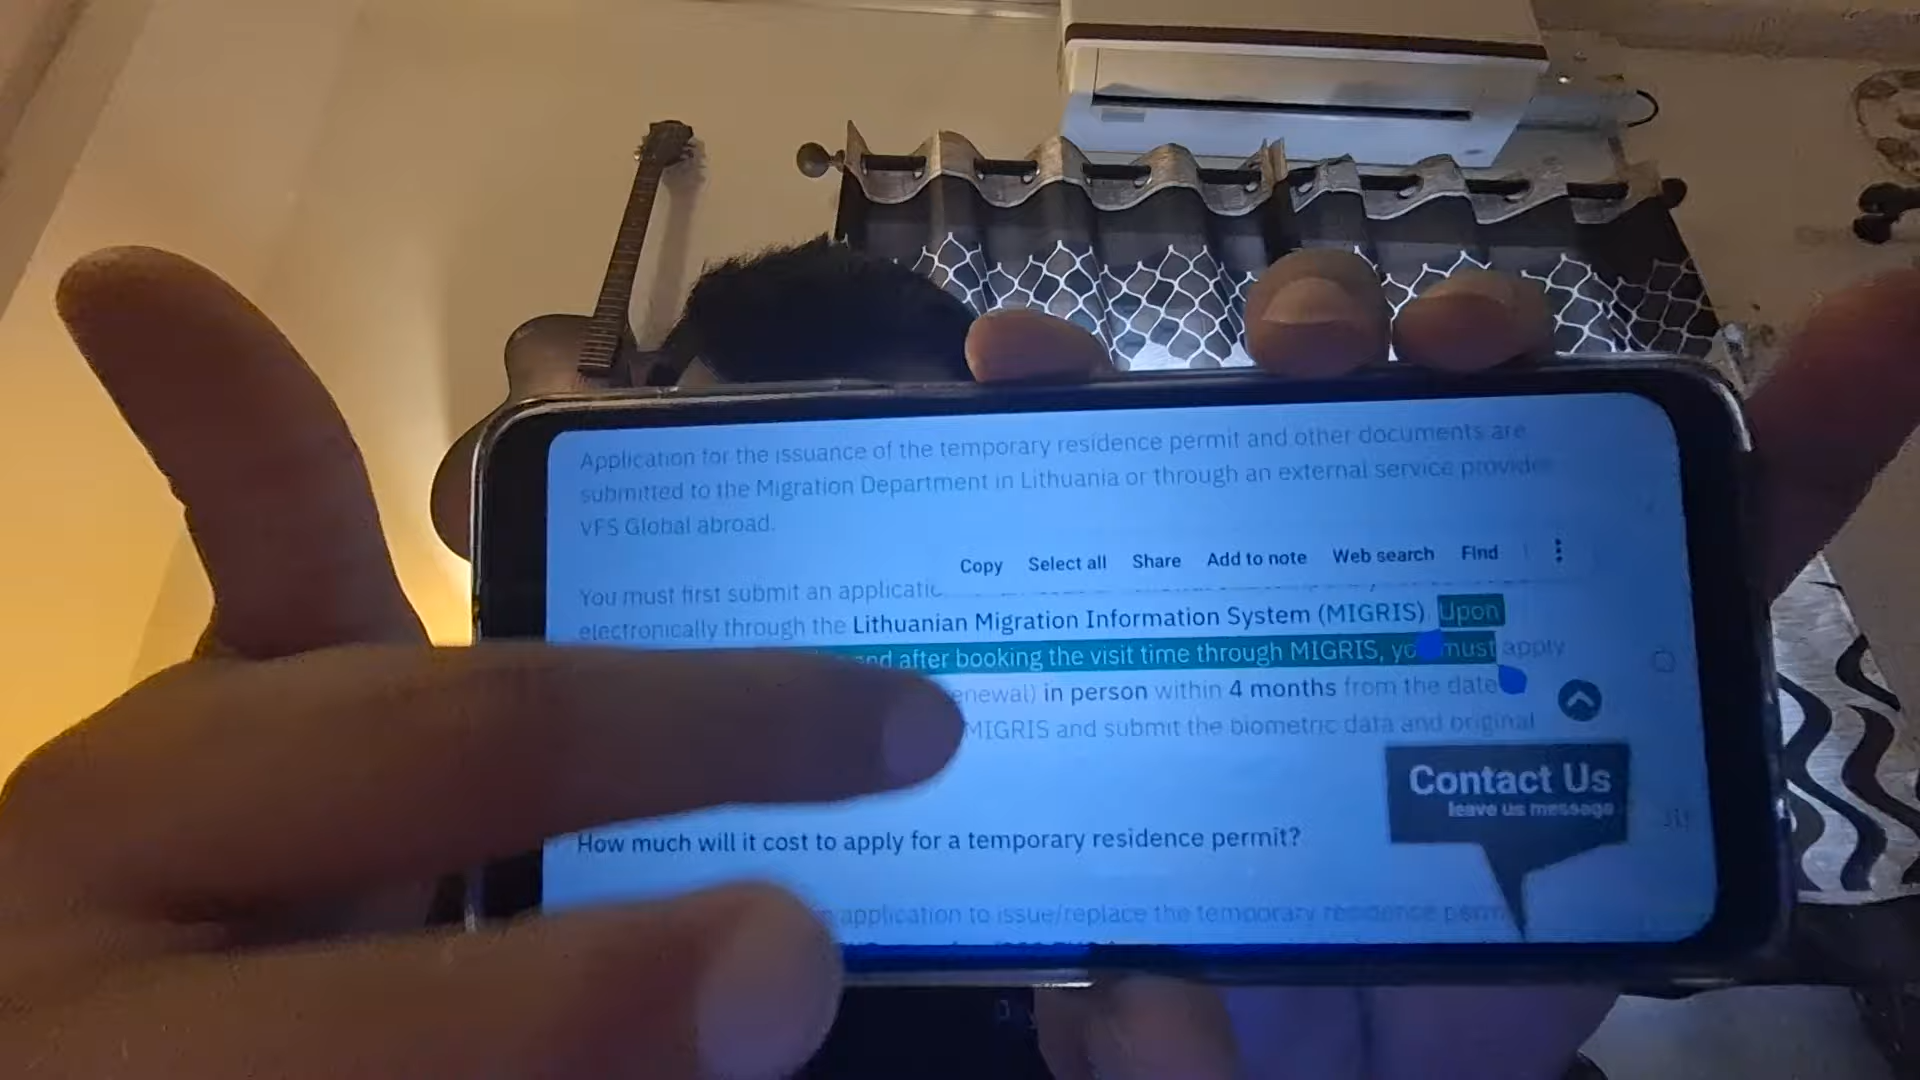 Application for the issuance of the temporary residence permit and other documents are
submitted to the Migration Department in Lithuania or through an external service provider
VFS Global abroad.
Copy Select all Share Add to note Web search Find
You must first submit an
electronically through the Lithuanian Migration Information System (MIGRIS). Upon
after booking the visit time through MIGRIS, must apply
in person within 4 months from the date
MIGRIS and submit the biometric data and original
Contact Us
leave us message
How much will it cost to apply for a temporary residence permit?
application to issue/replace the temporary residence